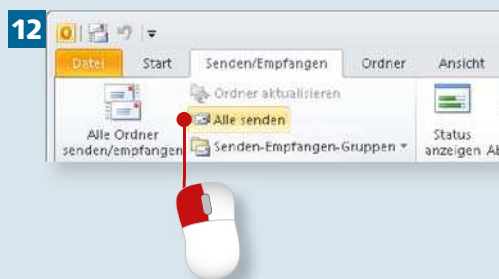 12
Datei Start Senden/Empfangen Ordner Ansicht
Ordner aktualisieren
Alle senden
Alle Ordner
senden/empfangen
Senden-Empfangen-Gruppen
Status
anzeigen